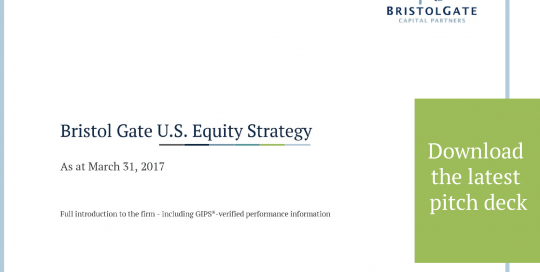 BRISTOLGATE
CAPITAL PARTNERS
Bristol Gate U.S. Equity Strategy
As at March 31, 2017
Full introduction to the firm - including GIPS®-verified performance information
Download
the latest
pitch deck